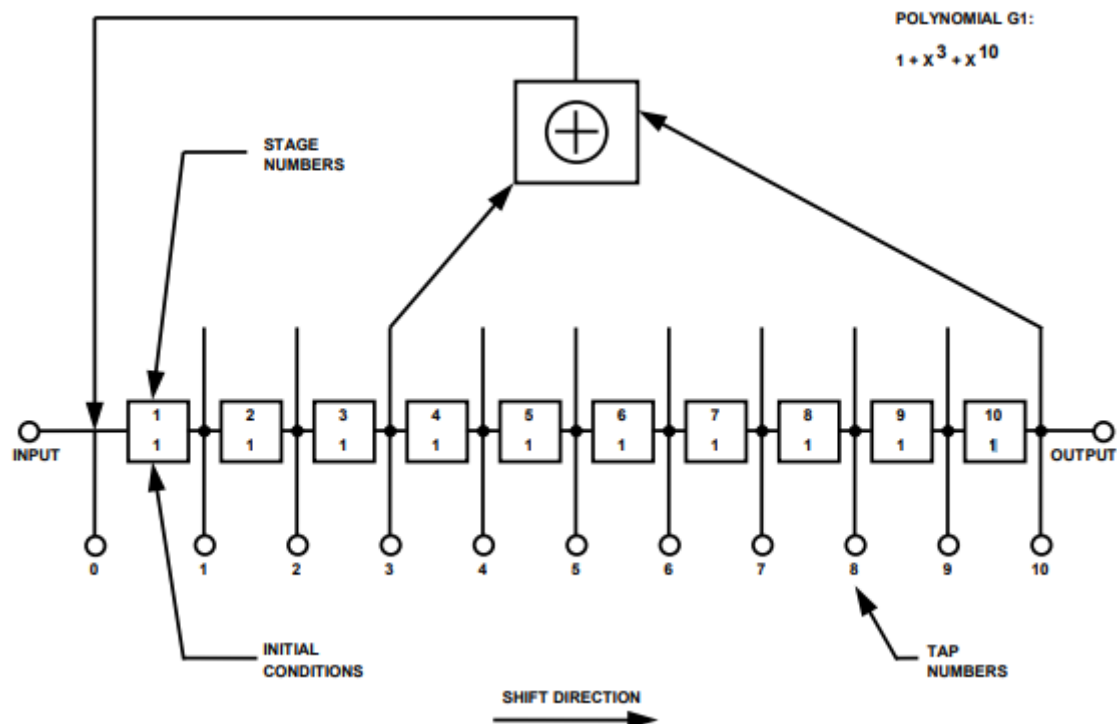 POLYNOMIAL G1:
1 + X 3 + X 10
STAGE
NUMBERS
1 2 3 4 5 6 7 8 9 10
1 1 1 1 1 1 1 1 1 1
INPUT
OUTPUT
0 1 2 3 4 5 6 7 8 9 10
INITIAL
CONDITIONS
TAP
NUMBERS
SHIFT DIRECTION